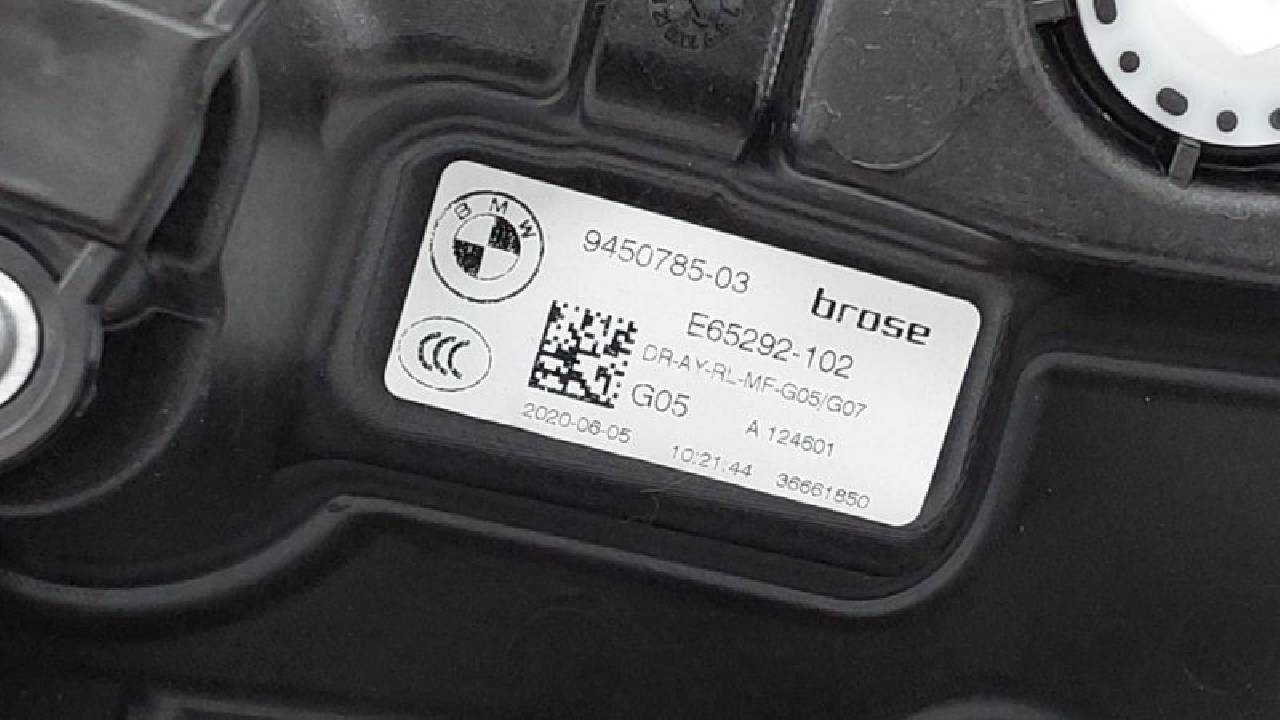 BMW
9450785-03
brose
E65292-102
DR-AY-RL-MF-G05/G07
G05
A 124601
2020-06-05
10:21:44
36661850